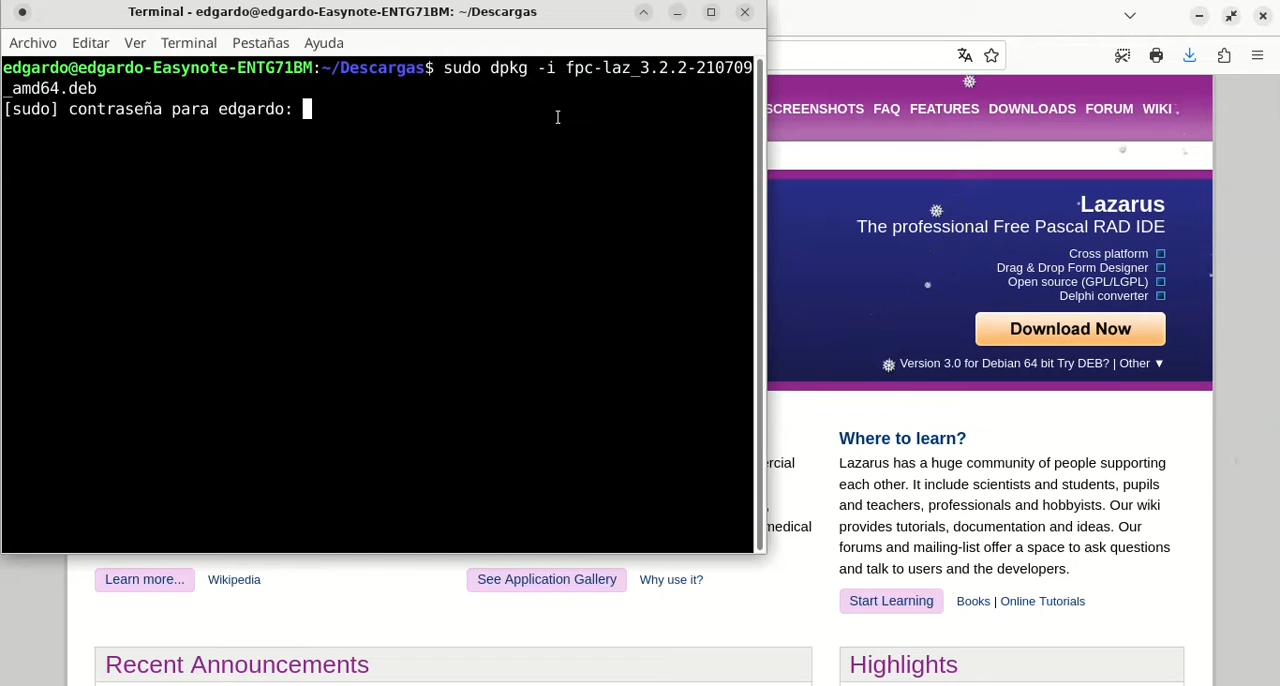 Terminal - edgardo@edgardo-Easynote-ENTG71BM: ~/Descargas
Archivo Editar Ver Terminal Pestañas Ayuda
edgardo@edgardo-Easynote-ENTG71BM:~/Descargas$ sudo dpkg -i fpc-laz_3.2.2-210709
_amd64.deb
[sudo] contraseña para edgardo:
SCREENSHOTS FAQ FEATURES DOWNLOADS FORUM WIKI
Lazarus
The professional Free Pascal RAD IDE
Cross platform
Drag & Drop Form Designer
Open source (GPL/LGPL)
Delphi converter
Download Now
Version 3.0 for Debian 64 bit Try DEB? | Other ▼
Where to learn?
Lazarus has a huge community of people supporting
each other. It include scientists and students, pupils
and teachers, professionals and hobbyists. Our wiki
provides tutorials, documentation and ideas. Our
forums and mailing-list offer a space to ask questions
and talk to users and the developers.
Learn more... Wikipedia
See Application Gallery Why use it?
Start Learning Books | Online Tutorials
Recent Announcements
Highlights